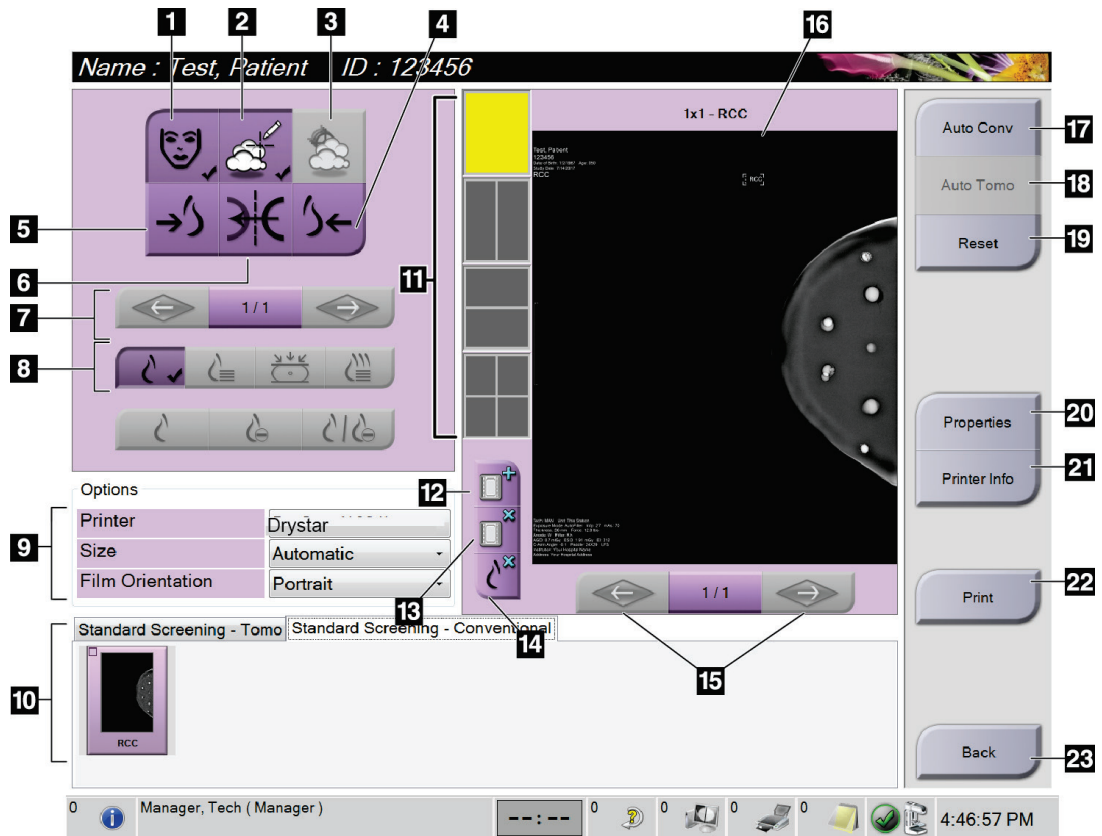 1
2
3
4
16
Name : Test, Patient ID : 123456
1x1 - RCC
Test, Patient
123456
RCC
RCC
Auto Conv
17
Auto Tomo
18
Reset
19
5
6
11
7
1 / 1
8
Properties
20
Printer Info
21
Options
12
9
Printer
Drystar
Size
Automatic
Film Orientation
Portrait
13
14
1 / 1
15
Print
22
Standard Screening - Tomo
Standard Screening - Conventional
10
RCC
Back
23
0
Manager, Tech ( Manager )
--:--
0
0
0
0
4:46:57 PM